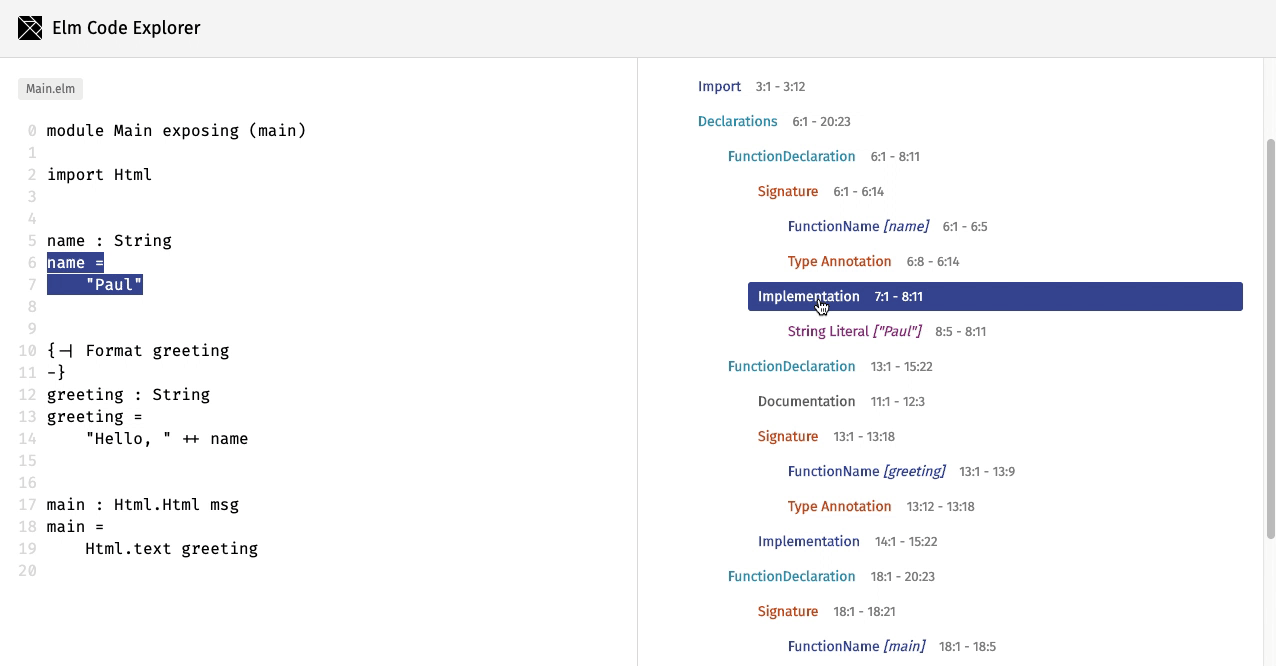 Elm Code Explorer
Main.elm
0 module Main exposing (main)
1
2 import Html
3
4
5 name : String
6 name =
7     "Paul"
8
9
10 {-| Format greeting
11 -}
12 greeting : String
13 greeting =
14     "Hello, " ++ name
15
16
17 main : Html.Html msg
18 main =
19     Html.text greeting
20
Import 3:1 - 3:12
Declarations 6:1 - 20:23
FunctionDeclaration 6:1 - 8:11
Signature 6:1 - 6:14
FunctionName [name] 6:1 - 6:5
Type Annotation 6:8 - 6:14
Implementation 7:1 - 8:11
String Literal ["Paul"] 8:5 - 8:11
FunctionDeclaration 13:1 - 15:22
Documentation 11:1 - 12:3
Signature 13:1 - 13:18
FunctionName [greeting] 13:1 - 13:9
Type Annotation 13:12 - 13:18
Implementation 14:1 - 15:22
FunctionDeclaration 18:1 - 20:23
Signature 18:1 - 18:21
FunctionName [main] 18:1 - 18:5